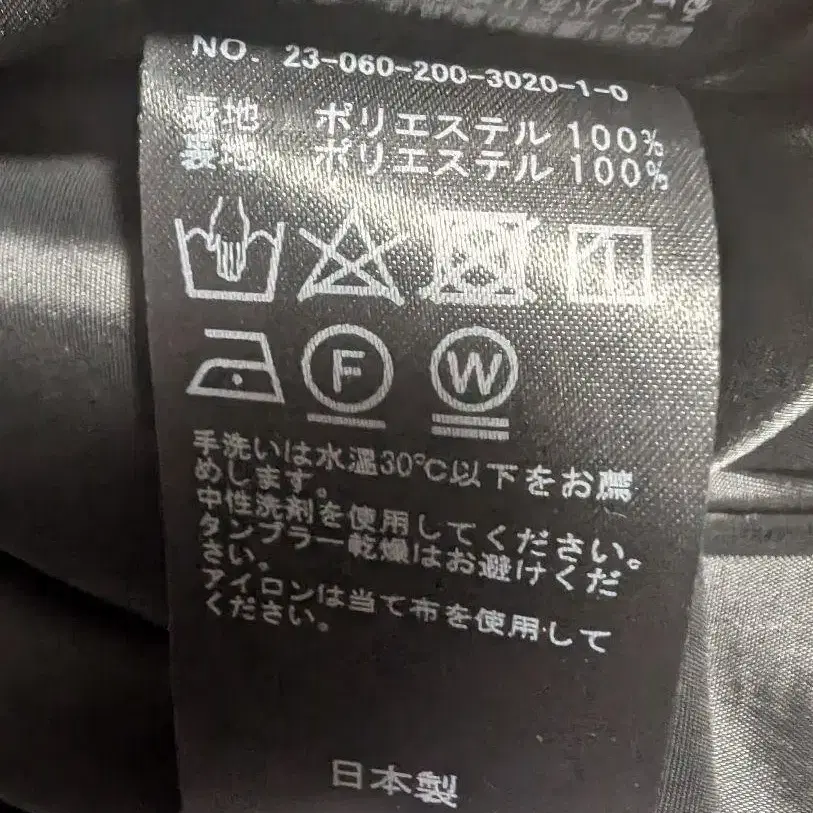 NO. 23-060-200-3020-1-0
表地 ポリエステル 100%
裏地 ポリエステル 100%
F
W
手洗いは水温30℃以下をお薦
めします。
中性洗剤を使用してください。
タンブラー乾燥はお避けくだ
さい。
アイロンは当て布を使用して
ください。
日本製